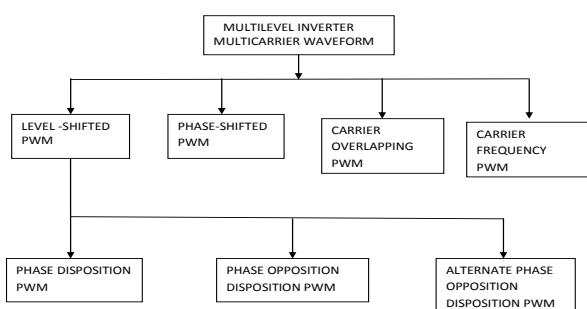 MULTILEVEL INVERTER
MULTICARRIER WAVEFORM
LEVEL -SHIFTED
PWM
PHASE-SHIFTED
PWM
CARRIER
OVERLAPPING
PWM
CARRIER
FREQUENCY
PWM
PHASE DISPOSITION
PWM
PHASE OPPOSITION
DISPOSITION PWM
ALTERNATE PHASE
OPPOSITION
DISPOSITION PWM